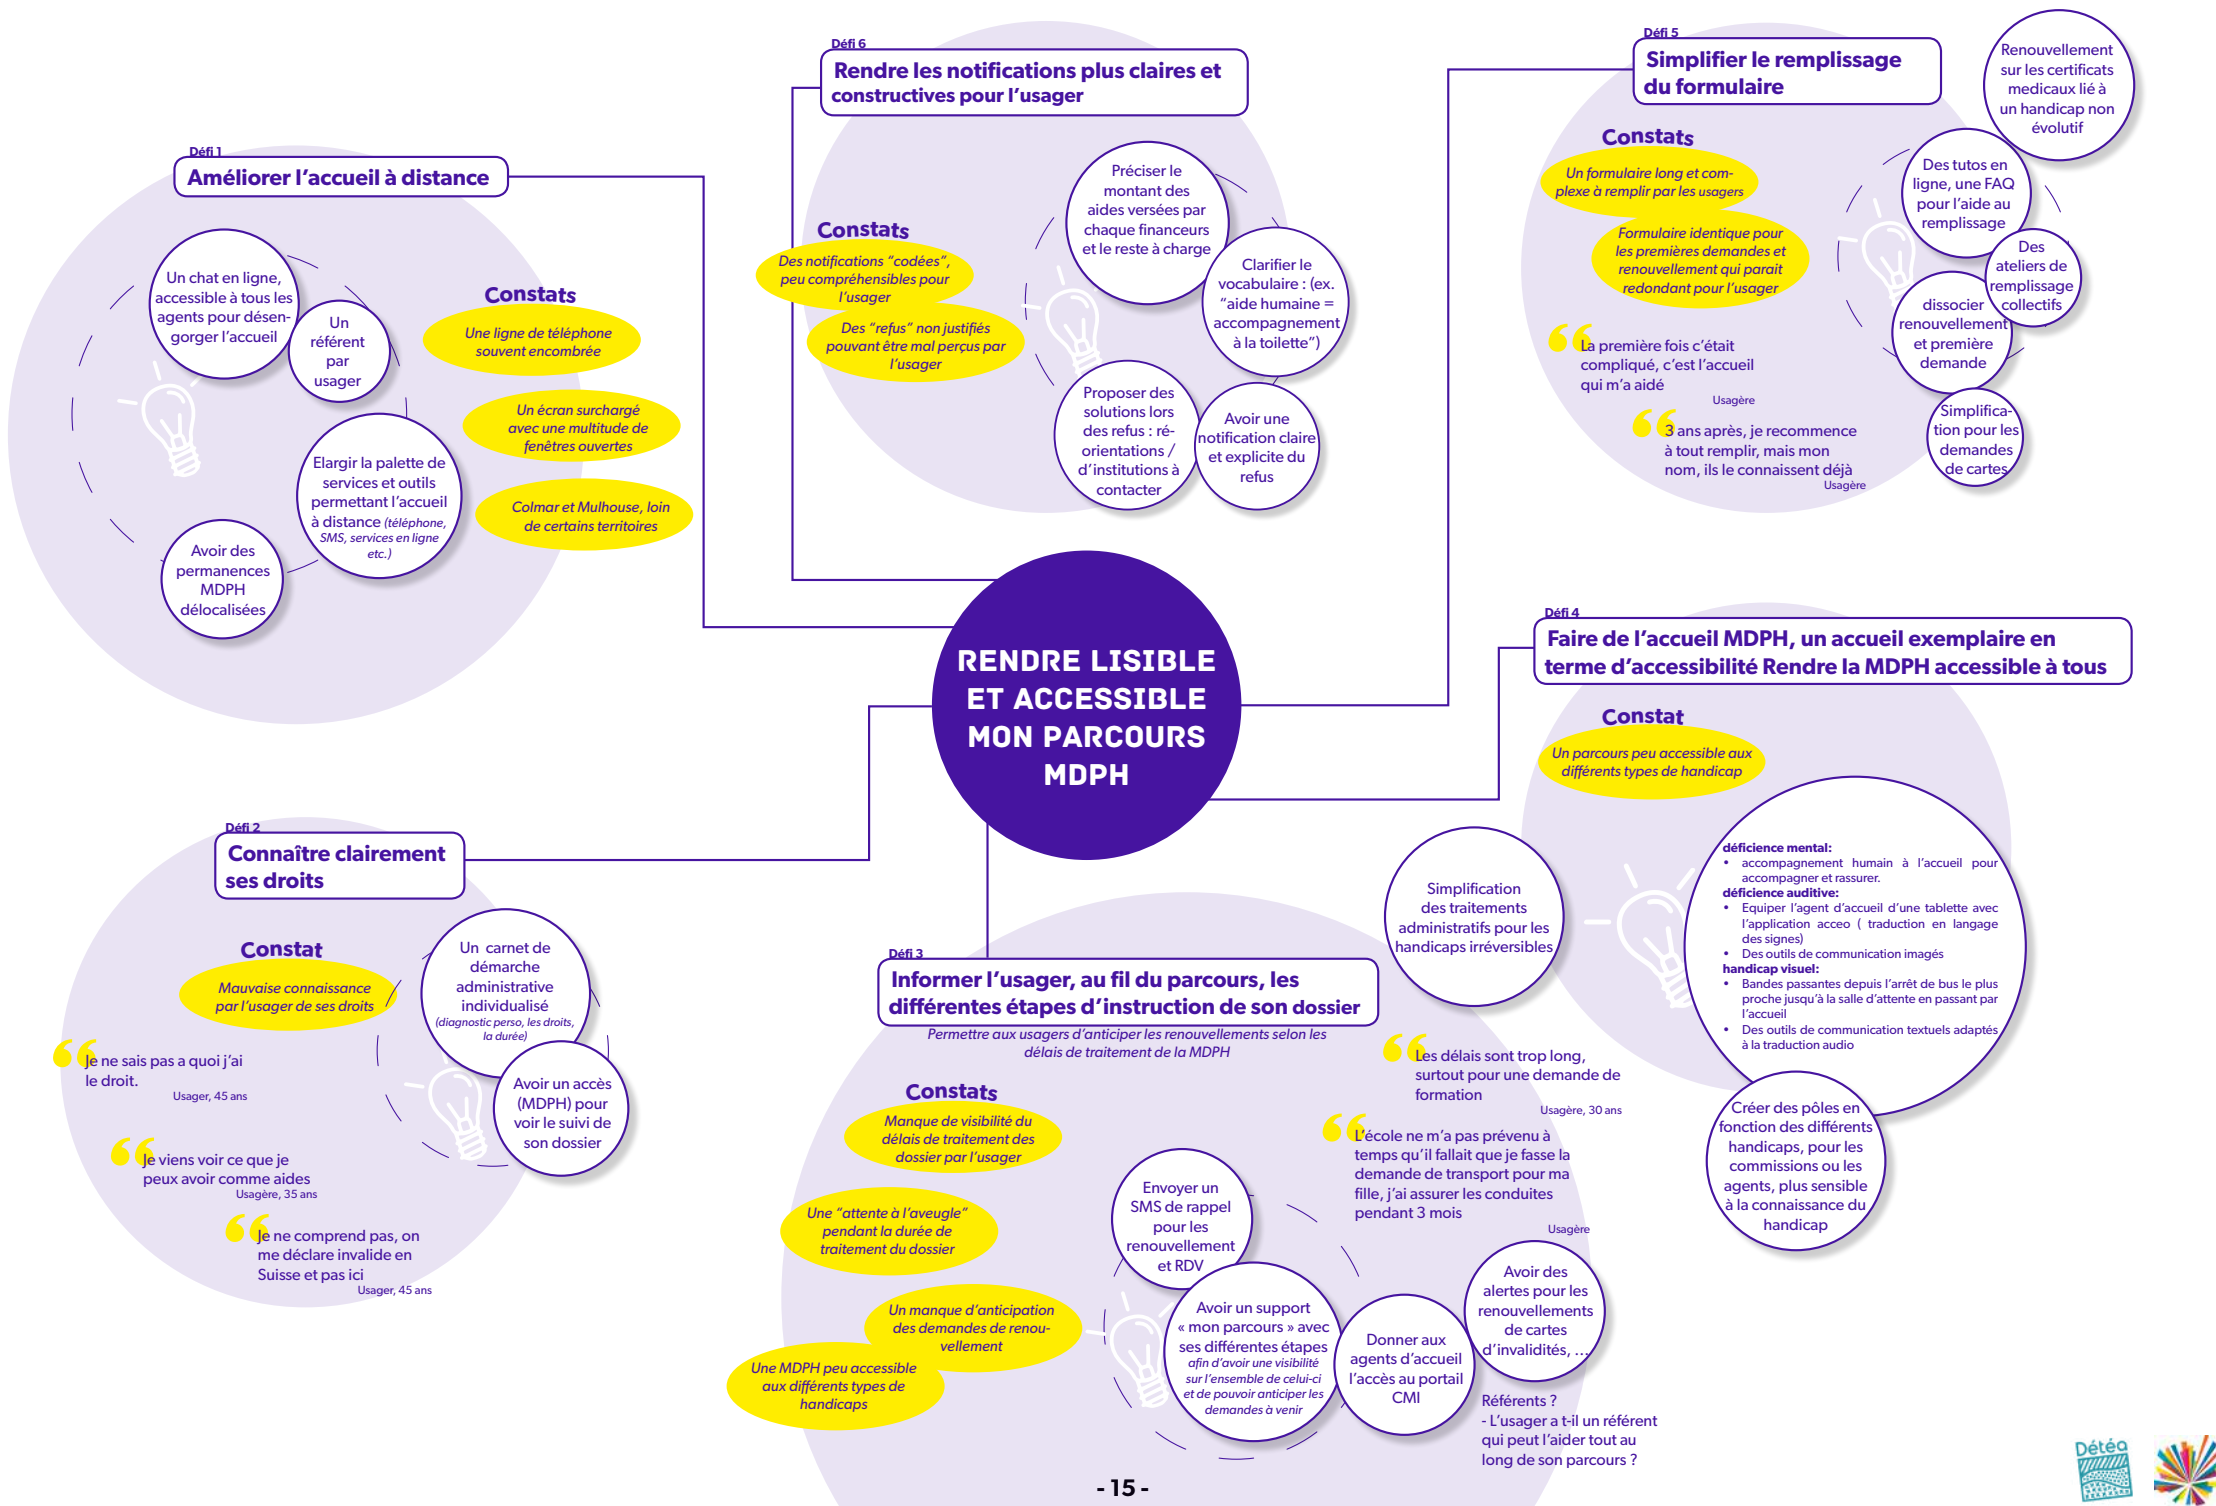 Défi 1
Améliorer l'accueil à distance
Un chat en ligne,
accessible à tous les
agents pour désen-
gorger l'accueil
Un
référent
par
usager
Elargir la palette de
services et outils
permettant l'accueil
à distance (téléphone,
SMS, services en ligne
etc.)
Avoir des
permanences
MDPH
délocalisées
Constats
Une ligne de téléphone
souvent encombrée
Un écran surchargé
avec une multitude de
fenêtres ouvertes
Colmar et Mulhouse, loin
de certains territoires
Défi 6
Rendre les notifications plus claires et
constructives pour l'usager
Constats
Des notifications "codées",
peu compréhensibles pour
l'usager
Des "refus" non justifiés
pouvant être mal perçus par
l'usager
Préciser le
montant des
aides versées par
chaque financeurs
et le reste à charge
Clarifier le
vocabulaire : (ex.
"aide humaine =
accompagnement
à la toilette")
Proposer des
solutions lors
des refus : ré-
orientations /
d'institutions à
contacter
Avoir une
notification claire
et explicite du
refus
Défi 5
Simplifier le remplissage
du formulaire
Constats
Un formulaire long et com-
plexe à remplir par les usagers
Formulaire identique pour
les premières demandes et
renouvellement qui parait
redondant pour l'usager
“La première fois c'était
compliqué, c'est l'accueil
qui m'a aidé
Usagère
“3 ans après, je recommence
à tout remplir, mais mon
nom, ils le connaissent déjà
Usagère
Renouvellement
sur les certificats
medicaux lié à
un handicap non
évolutif
Des tutos en
ligne, une FAQ
pour l'aide au
remplissage
Des
ateliers de
remplissage
collectifs
dissocier
renouvellement
et première
demande
Simplifica-
tion pour les
demandes
de cartes
RENDRE LISIBLE
ET ACCESSIBLE
MON PARCOURS
MDPH
Défi 4
Faire de l'accueil MDPH, un accueil exemplaire en
terme d'accessibilité Rendre la MDPH accessible à tous
Constat
Un parcours peu accessible aux
différents types de handicap
Simplification
des traitements
administratifs pour les
handicaps irréversibles
déficience mental:
• accompagnement humain à l'accueil pour
accompagner et rassurer.
déficience auditive:
• Equiper l'agent d'accueil d'une tablette avec
l'application acceo ( traduction en langage
des signes)
• Des outils de communication imagés
handicap visuel:
• Bandes passantes depuis l'arrêt de bus le plus
proche jusqu'à la salle d'attente en passant par
l'accueil
• Des outils de communication textuels adaptés
à la traduction audio
Créer des pôles en
fonction des différents
handicaps, pour les
commissions ou les
agents, plus sensible
à la connaissance du
handicap
Défi 2
Connaître clairement
ses droits
Constat
Mauvaise connaissance
par l'usager de ses droits
“Je ne sais pas a quoi j'ai
le droit.
Usager, 45 ans
“Je viens voir ce que je
peux avoir comme aides
Usagère, 35 ans
“Je ne comprend pas, on
me déclare invalide en
Suisse et pas ici
Usager, 45 ans
Un carnet de
démarche
administrative
individualisé
(diagnostic perso, les droits,
la durée)
Avoir un accès
(MDPH) pour
voir le suivi de
son dossier
Défi 3
Informer l'usager, au fil du parcours, les
différentes étapes d'instruction de son dossier
Permettre aux usagers d'anticiper les renouvellements selon les
délais de traitement de la MDPH
Constats
Manque de visibilité du
délais de traitement des
dossier par l'usager
Une "attente à l'aveugle"
pendant la durée de
traitement du dossier
Un manque d'anticipation
des demandes de renou-
vellement
Une MDPH peu accessible
aux différents types de
handicaps
“Les délais sont trop long,
surtout pour une demande de
formation
Usagère, 30 ans
“L'école ne m'a pas prévenu à
temps qu'il fallait que je fasse la
demande de transport pour ma
fille, j'ai assurer les conduites
pendant 3 mois
Usagère
Envoyer un
SMS de rappel
pour les
renouvellement
et RDV
Avoir un support
« mon parcours » avec
ses différentes étapes
afin d'avoir une visibilité
sur l'ensemble de celui-ci
et de pouvoir anticiper les
demandes à venir
Donner aux
agents d'accueil
l'accès au portail
CMI
Avoir des
alertes pour les
renouvellements
de cartes
d'invalidités, ...
Référents ?
- L'usager a t-il un référent
qui peut l'aider tout au
long de son parcours ?
Détéa
- 15 -